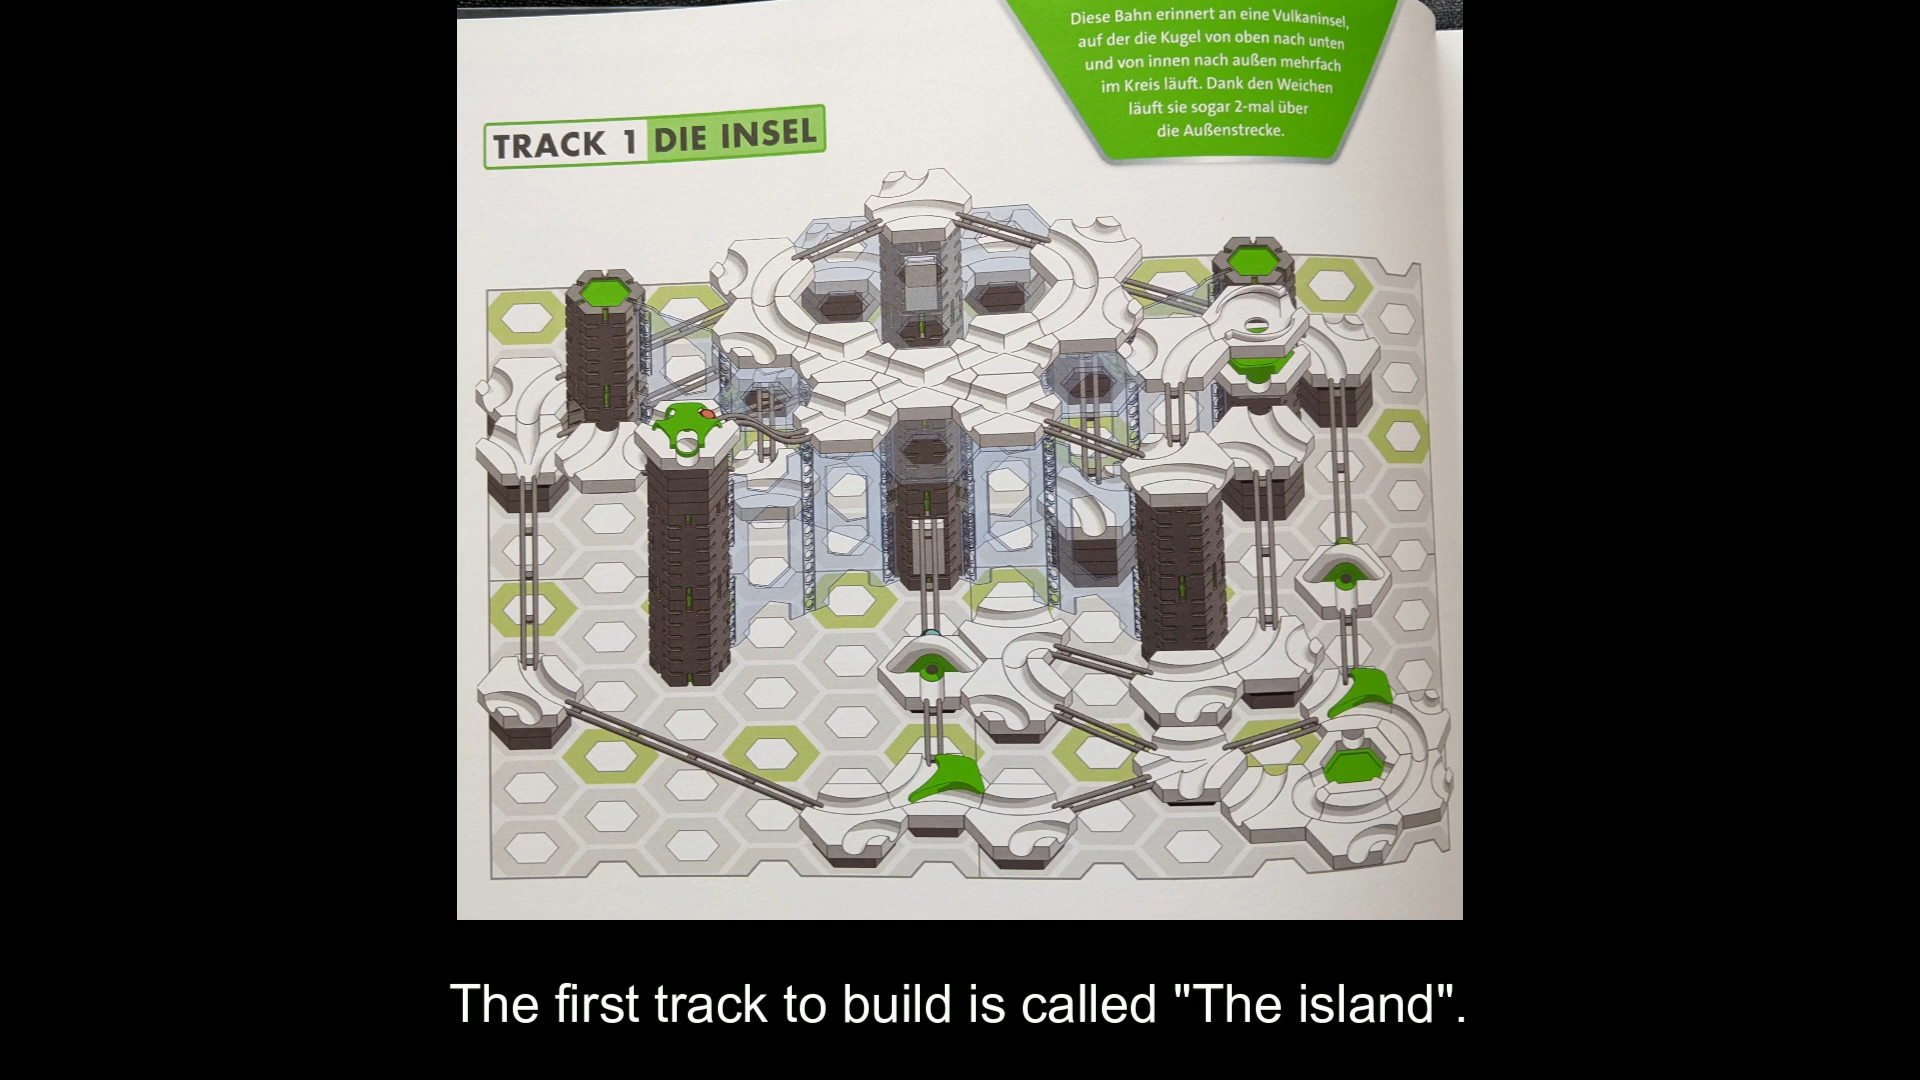 Diese Bahn erinnert an eine Vulkaninsel,
auf der die Kugel von oben nach unten
und von innen nach außen mehrfach
im Kreis läuft. Dank den Weichen
läuft sie sogar 2-mal über
die Außenstrecke.
TRACK 1 DIE INSEL
The first track to build is called "The island".